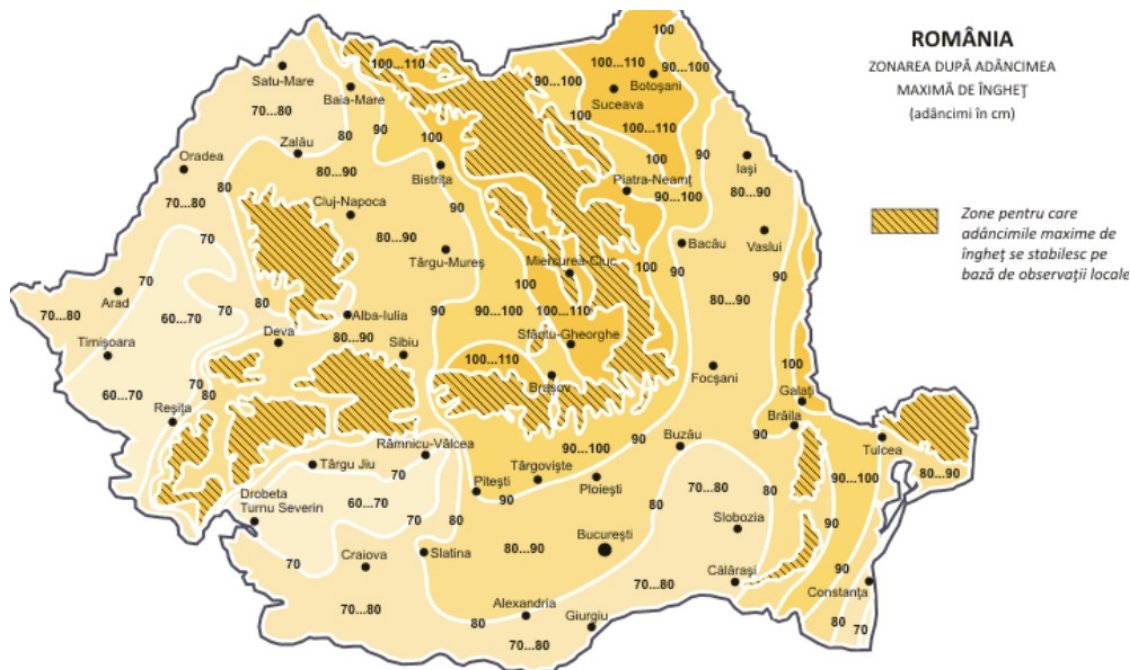 ROMÂNIA
ZONAREA DUPĂ ADÂNCIMEA
MAXIMĂ DE ÎNGHEȚ
(adâncimi în cm)
Zone pentru care
adâncimile maxime de
îngheț se stabilesc pe
bază de observații locale
100
100...110
100...110
90...100
90...100
Satu-Mare
Botoșani
Baia-Mare
Suceava
70...80
100
90
100
100...110
80
100
90
Zalău
Iași
Oradea
100
80...90
Bistrița
80
80...90
Piatra-Neamț
90...100
70...80
Cluj-Napoca
90
70
80...90
Târgu-Mureș
Bacău
Vaslui
90
Miercurea-Ciuc
100
90
70
100
80
Arad
80...90
70...80
60...70
70
Alba-Iulia
90
90...100
100...110
Timișoara
Deva
80...90
Sibiu
Sfântu-Gheorghe
100...110
100
70
Focșani
60...70
80
Brașov
Galați
Reșița
Brăila
90
Râmnicu-Vâlcea
90...100
90
Buzău
Tulcea
Târgu Jiu
70
Târgoviște
80...90
Pitești
Ploiești
90...100
Drobeta
Turnu Severin
60...70
90
80
70...80
80
70
80
Slobozia
90
80...90
București
70
Craiova
Slatina
90
70...80
Călărași
Constanța
70...80
Alexandria
80
Giurgiu
80
70
70...80